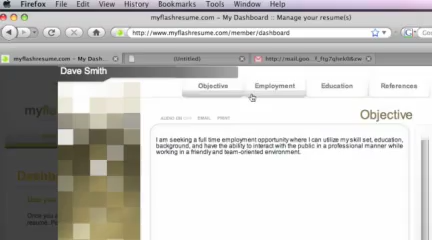 Firefox File Edit View History Bookmarks Tools Window Help
myflashresume.com – My Dashboard :: Manage your resume(s)
http://www.myflashresume.com/member/dashboard
myflashresume.com – My Dash...
(Untitled)
Dave Smith
Objective Employment Education References
AUDIO ON EMAIL PRINT
Objective
I am seeking a full time employment opportunity where I can utilize my skill set, education,
background, and have the ability to interact with the public in a professional manner while
working in a friendly and team-oriented environment.